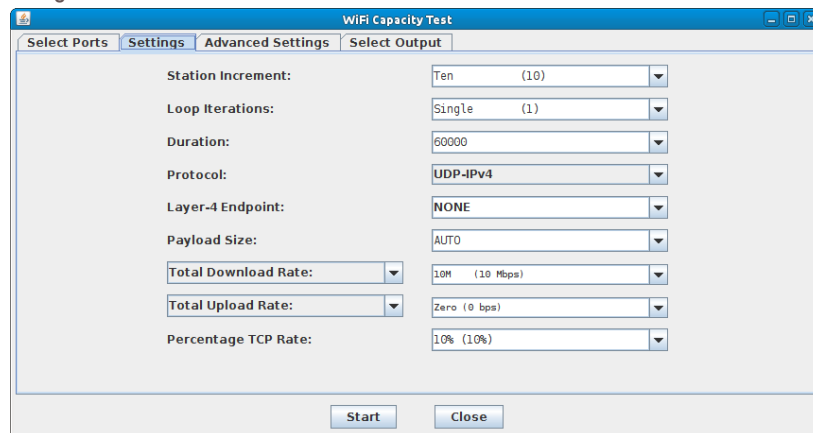 WiFi Capacity Test
Select Ports Settings Advanced Settings Select Output
Station Increment: Ten (10)
Loop Iterations: Single (1)
Duration: 60000
Protocol: UDP-IPv4
Layer-4 Endpoint: NONE
Payload Size: AUTO
Total Download Rate: 10M (10 Mbps)
Total Upload Rate: Zero (0 bps)
Percentage TCP Rate: 10% (10%)
Start Close